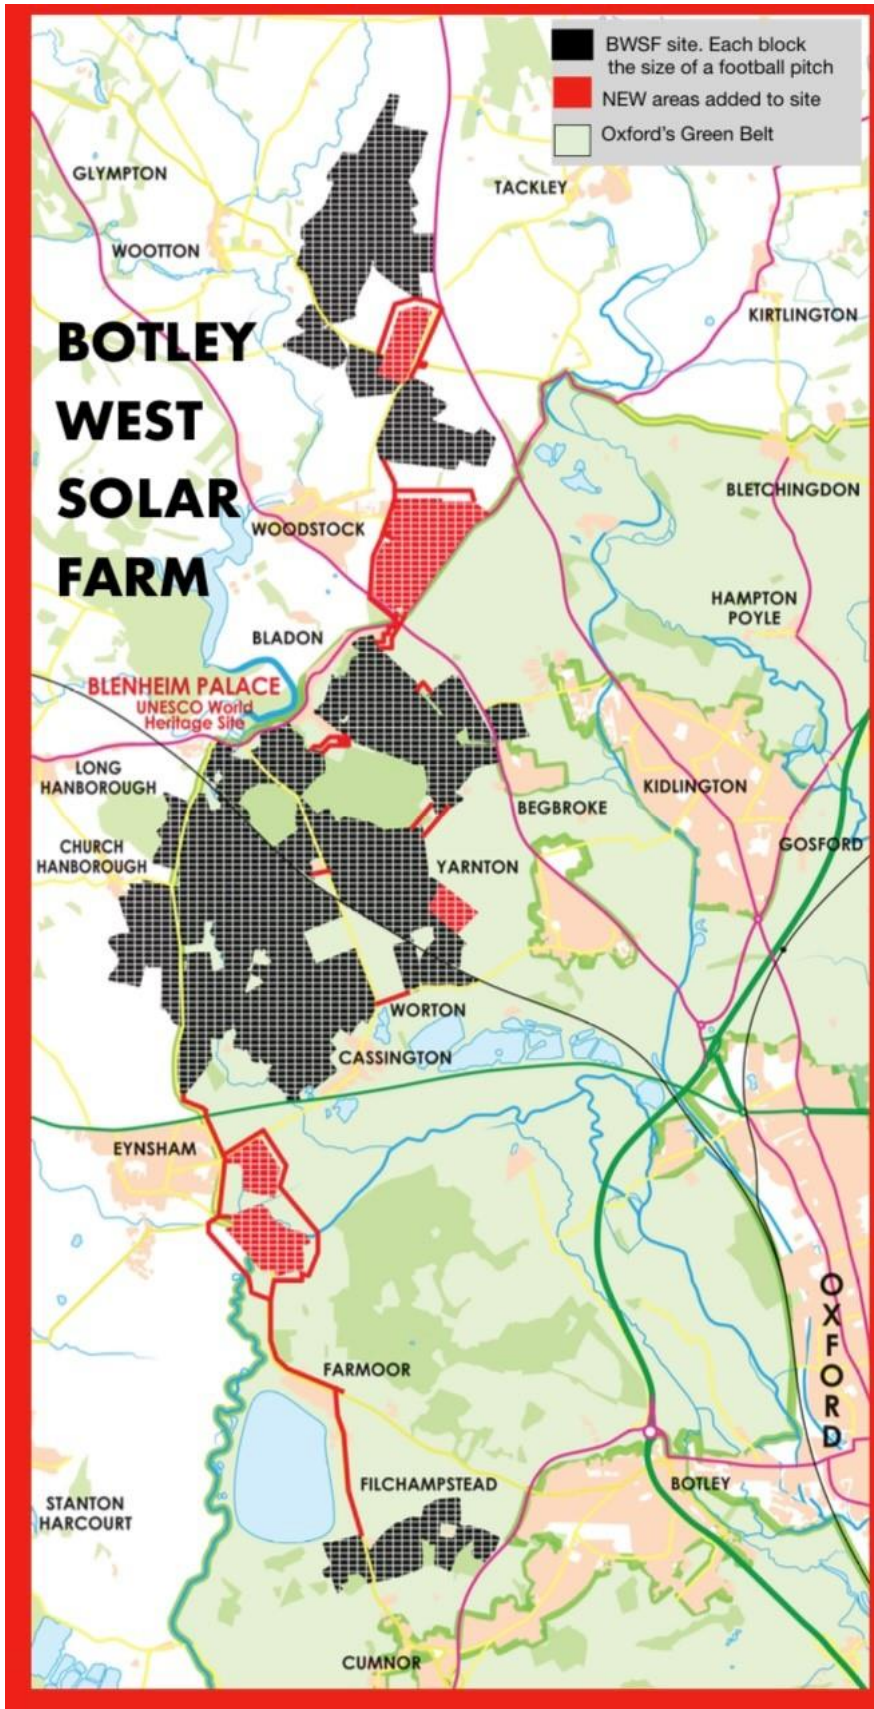 BWSF site. Each block
the size of a football pitch
NEW areas added to site
Oxford's Green Belt
GLYMPTON
TACKLEY
WOOTTON
KIRTLINGTON
BOTLEY
WEST
SOLAR
FARM
BLETCHINGDON
WOODSTOCK
HAMPTON
POYLE
BLADON
BLENHEIM PALACE
UNESCO World
Heritage Site
LONG
HANBOROUGH
KIDLINGTON
BEGBROKE
CHURCH
HANBOROUGH
GOSFORD
YARNTON
WORTON
CASSINGTON
EYNSHAM
OXFORD
FARMOOR
FILCHAMPSTEAD
BOTLEY
STANTON
HARCOURT
CUMNOR